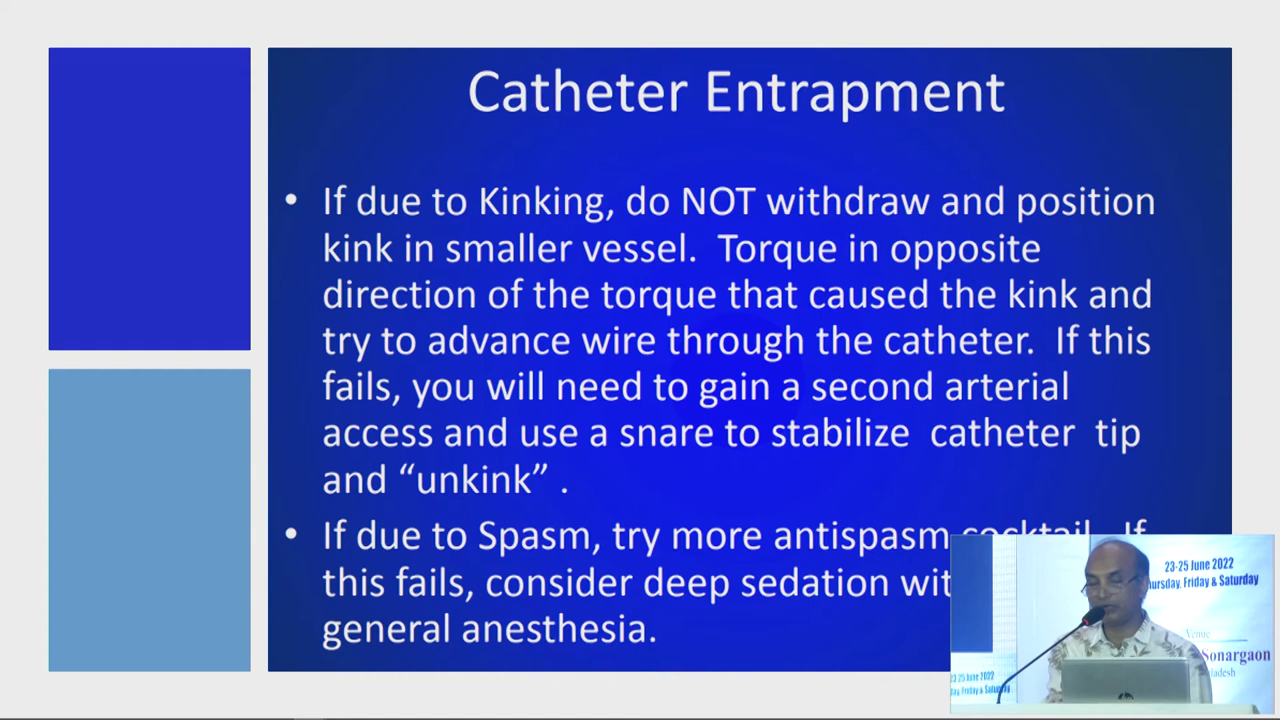 Catheter Entrapment
• If due to Kinking, do NOT withdraw and position
kink in smaller vessel.  Torque in opposite
direction of the torque that caused the kink and
try to advance wire through the catheter.  If this
fails, you will need to gain a second arterial
access and use a snare to stabilize  catheter  tip
and “unkink” .
• If due to Spasm, try more antispasm cocktail.  If
this fails, consider deep sedation
general anesthesia.
23-25 June 2022
Friday & Saturday
Venue
Sonargaon
23-25 June 2022